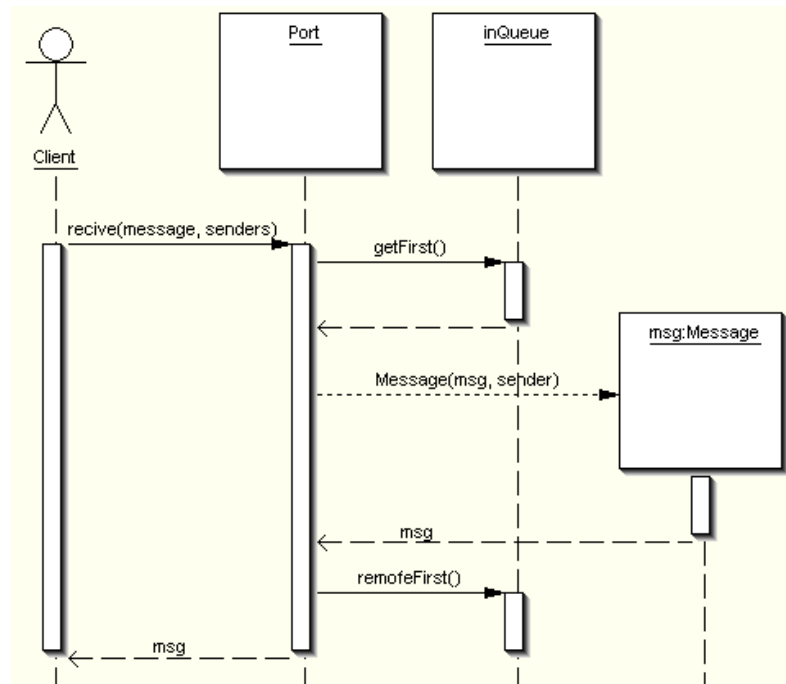 Port
inQueue
Client
recive(message, senders)
getFirst()
msg:Message
Message(msg, sender)
msg
remofeFirst()
msg